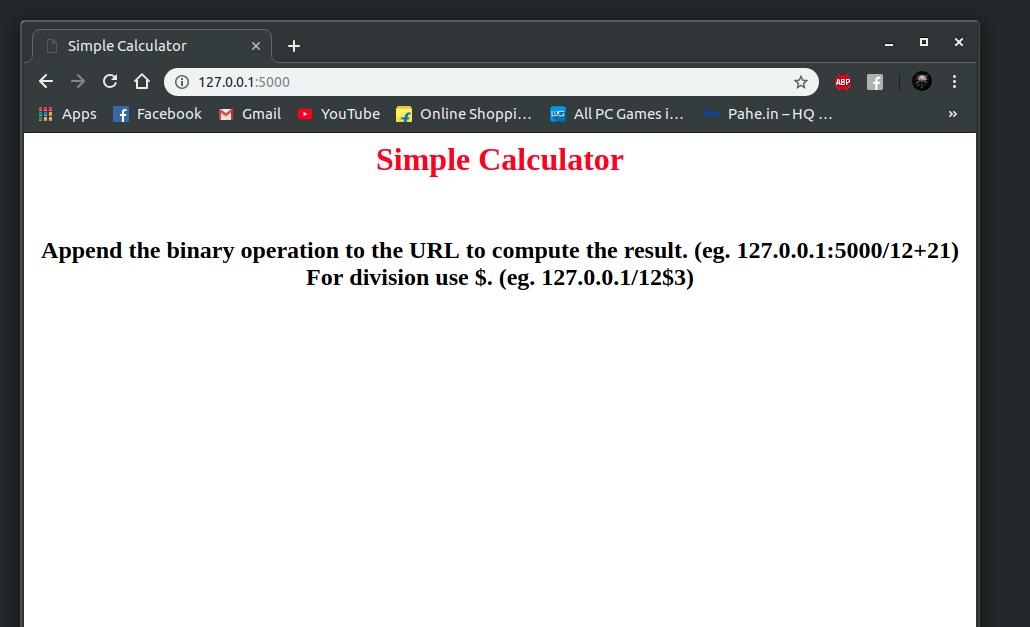 Simple Calculator
127.0.0.1:5000
ABP
Apps Facebook Gmail YouTube Online Shoppi... All PC Games i... Pahe.in – HQ ... »
Simple Calculator
Append the binary operation to the URL to compute the result. (eg. 127.0.0.1:5000/12+21)
For division use $. (eg. 127.0.0.1/12$3)